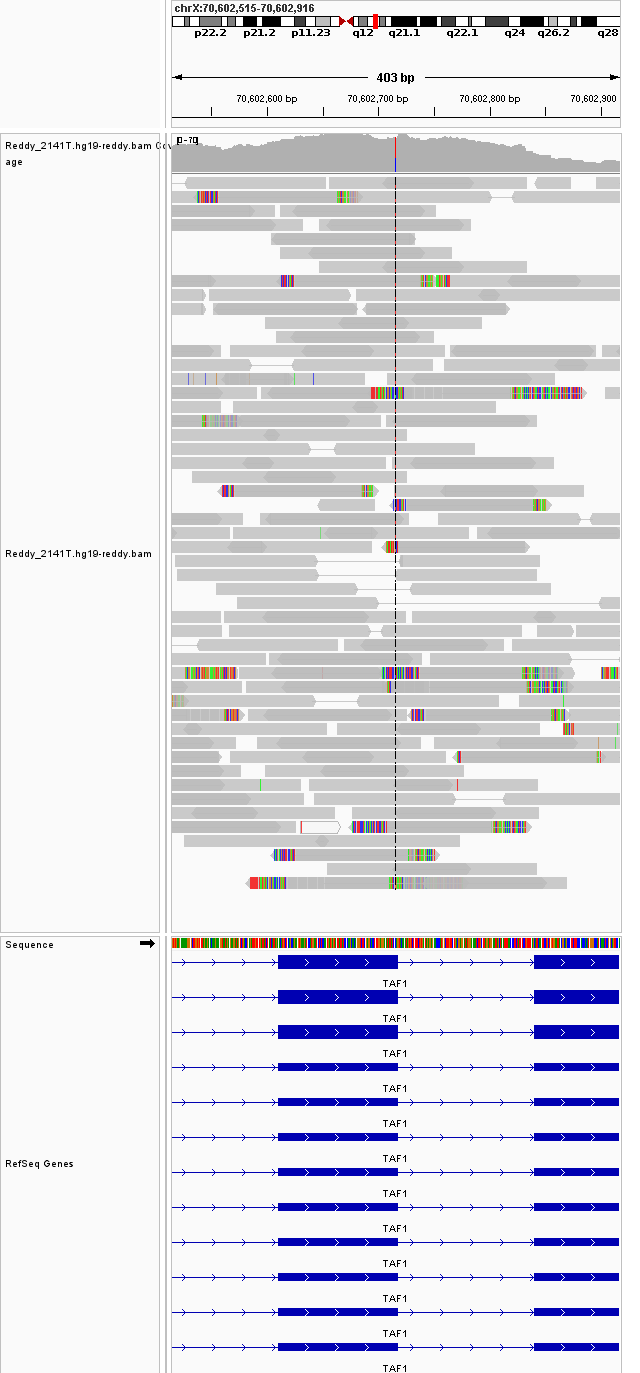 chrX:70,602,515-70,602,916
p22.2 p21.2 p11.23 q12 q21.1 q22.1 q24 q26.2 q28
403 bp
70,602,600 bp 70,602,700 bp 70,602,800 bp 70,602,900
Reddy_2141T.hg19-reddy.bam Cov
age
Reddy_2141T.hg19-reddy.bam
Sequence
TAF1
TAF1
TAF1
TAF1
TAF1
TAF1
RefSeq Genes
TAF1
TAF1
TAF1
TAF1
TAF1
TAF1